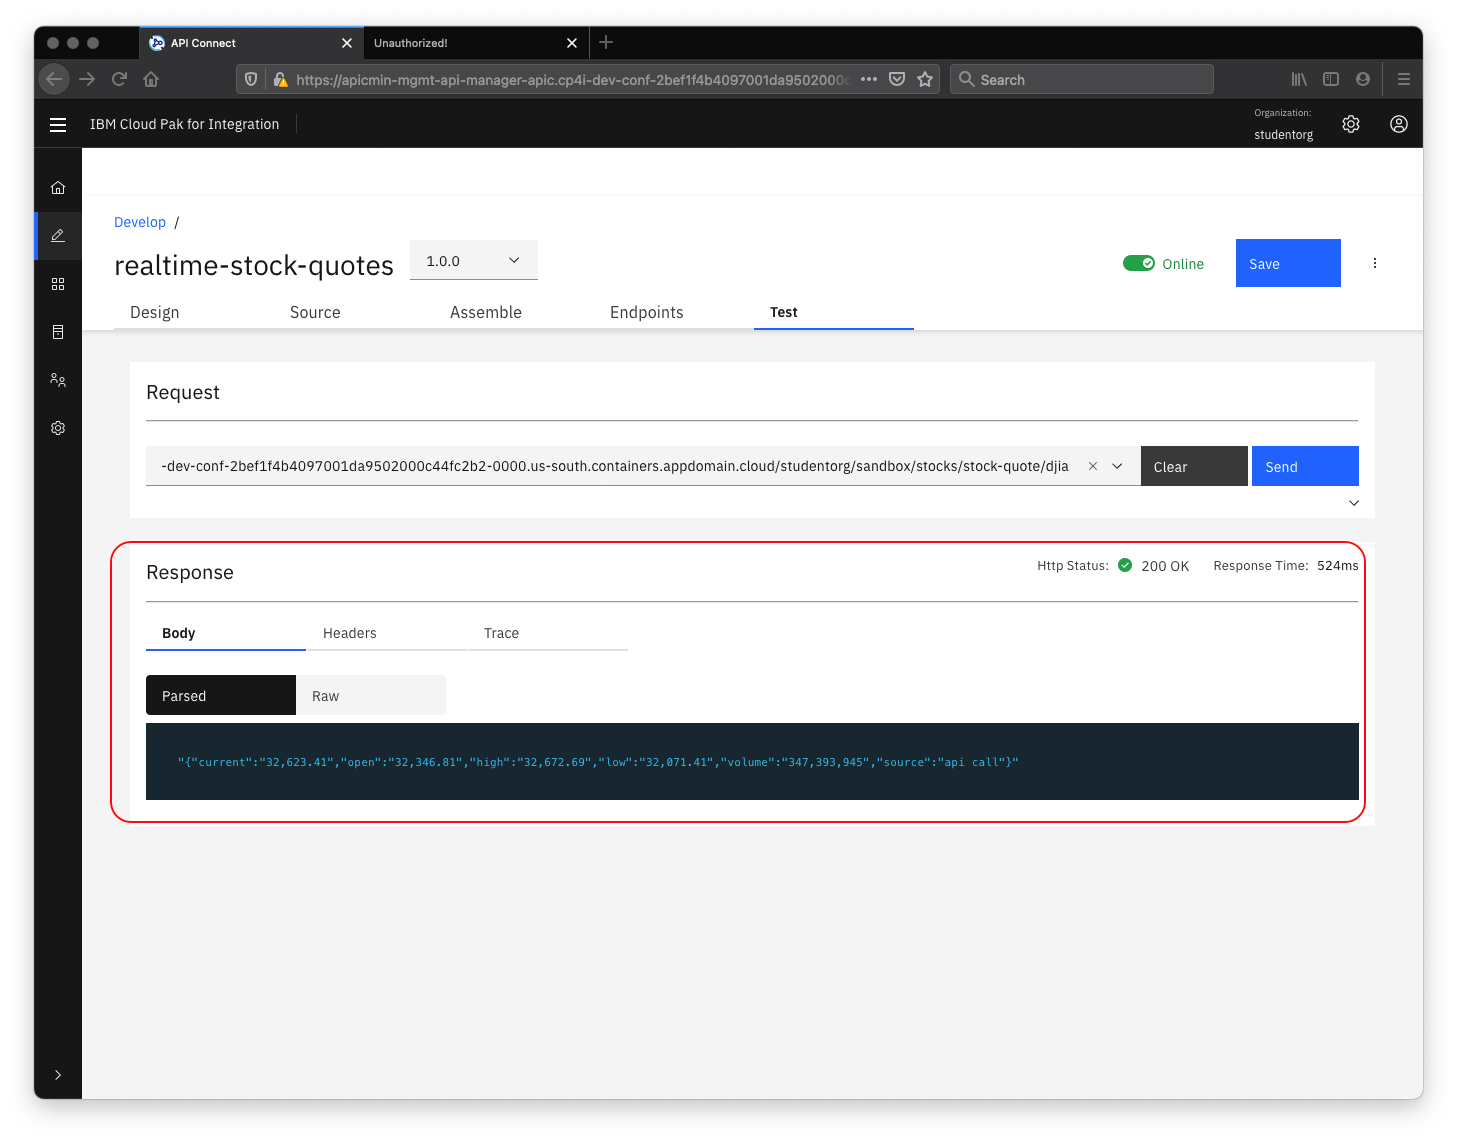 API Connect
Unauthorized!
https://apicmin-mgmt-api-manager-apic.cp4i-dev-conf-2bef1f4b4097001da9502000c
Search
IBM Cloud Pak for Integration
Organization:
studentorg
Develop /
realtime-stock-quotes
1.0.0
Online
Save
Design
Source
Assemble
Endpoints
Test
Request
-dev-conf-2bef1f4b4097001da9502000c44fc2b2-0000.us-south.containers.appdomain.cloud/studentorg/sandbox/stocks/stock-quote/djia
Clear
Send
Response
Http Status: 200 OK
Response Time: 524ms
Body
Headers
Trace
Parsed
Raw
"{"current":"32,623.41","open":"32,346.81","high":"32,672.69","low":"32,071.41","volume":"347,393,945","source":"api call"}"